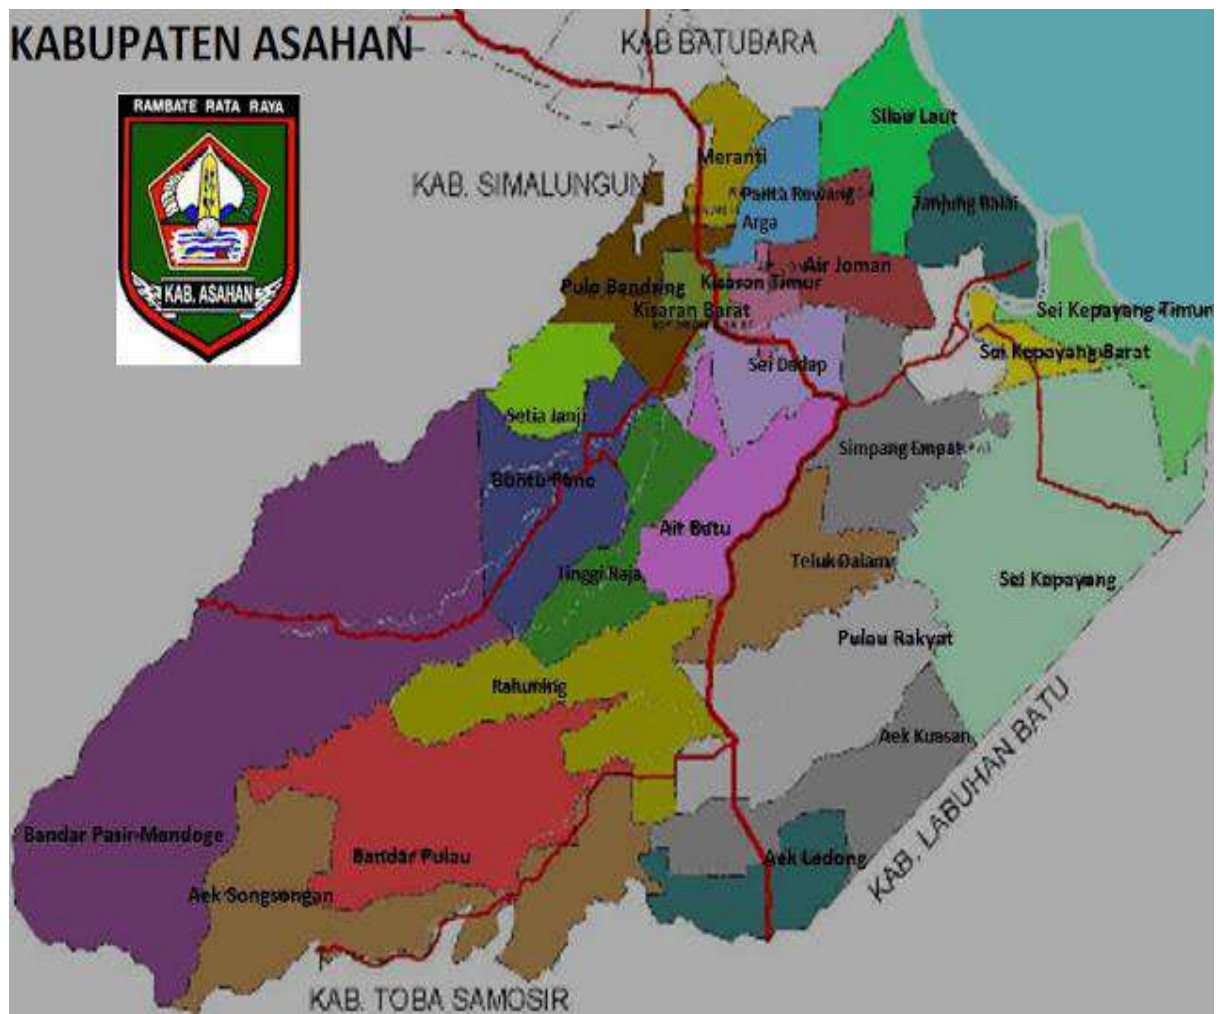 KABUPATEN ASAHAN
KAB BATUBARA
RAMBATE RATA RAYA
KAB. ASAHAN
KAB. SIMALUNGUN
Silau Laut
Meranti
Panca
Arga
Tanjung Balai
Air Joman
Pulo Bandring
Kisaran Timur
Kisaran Barat
Sei Kepayang Timur
Sei Kepayang Barat
Sei Dadap
Setia Janji
Simpang Empat
Buntu Pane
Air Batu
Tinggi Raja
Teluk Dalam
Sei Kepayang
Pulau Rakyat
Rahuning
Aek Kuasan
KAB. LABUHAN BATU
Bandar Pasir Mandoge
Bandar Pulau
Aek Ledong
Aek Songsongan
KAB. TOBA SAMOSIR